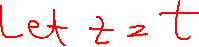 Let z = t